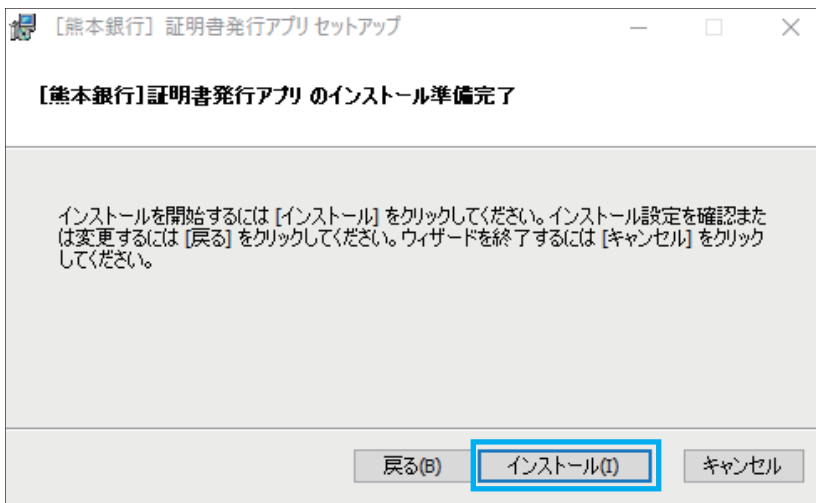 [熊本銀行] 証明書発行アプリ セットアップ
[熊本銀行]証明書発行アプリ のインストール準備完了
インストールを開始するには [インストール] をクリックしてください。インストール設定を確認また
は変更するには [戻る] をクリックしてください。ウィザードを終了するには [キャンセル] をクリック
してください。
戻る(B) インストール(I) キャンセル